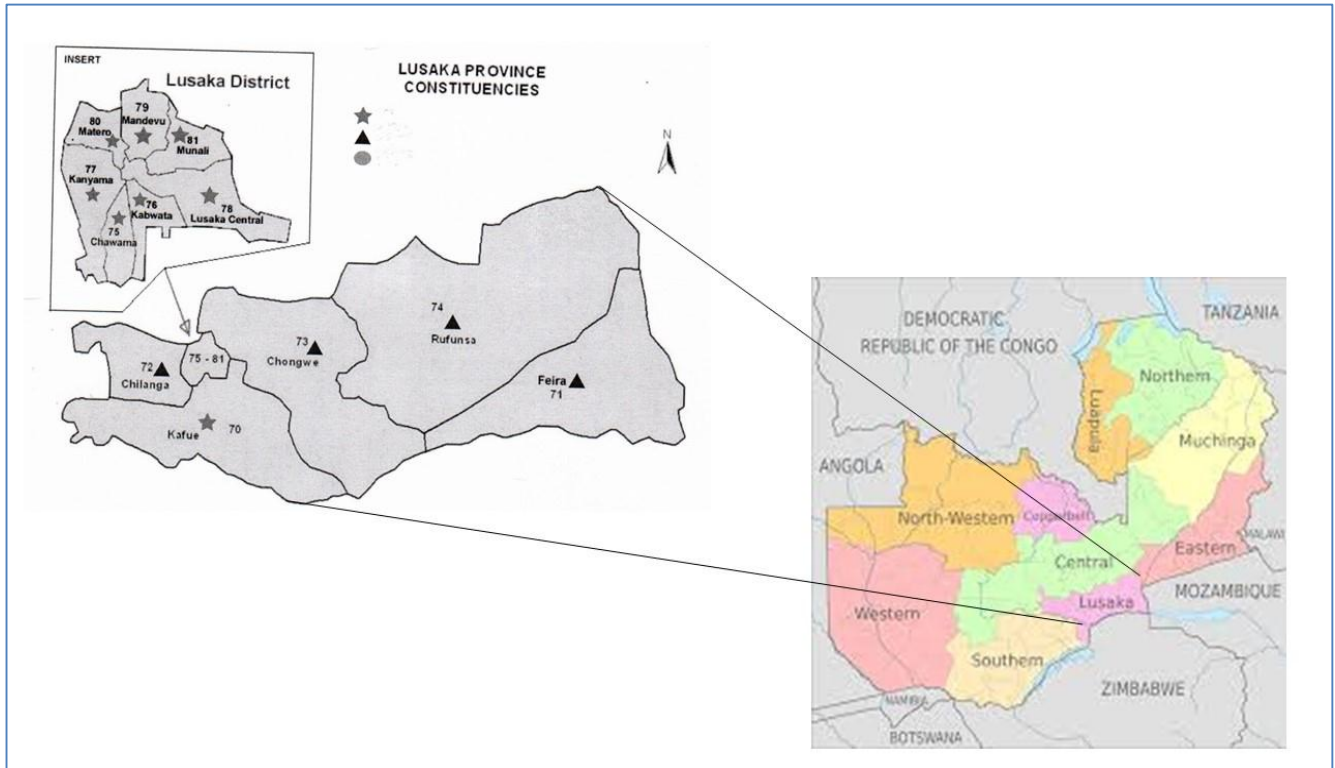 INSERT
Lusaka District
79
Mandevu
80
Matero
81
Munali
77
Kanyama
76
Kabwata
78
Lusaka Central
75
Chawama
LUSAKA PROVINCE
CONSTITUENCIES
N
74
Rufunsa
73
Chongwe
75 - 81
72
Chilanga
Feira
71
Kafue 70
DEMOCRATIC
REPUBLIC OF THE CONGO
TANZANIA
Northern
Luapula
Muchinga
ANGOLA
North-Western
Copperbelt
Central
Eastern
MALAWI
MOZAMBIQUE
Lusaka
Western
Southern
ZIMBABWE
NAMIBIA
BOTSWANA